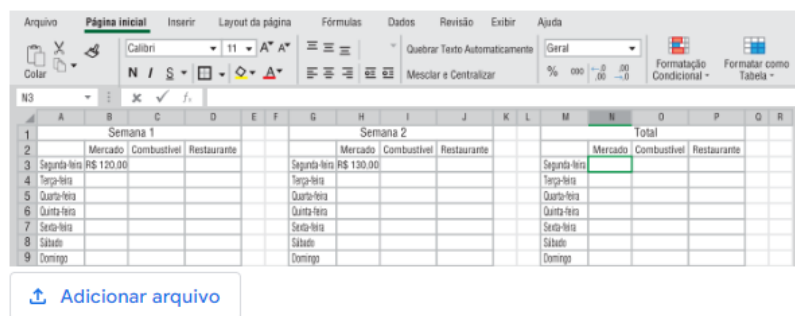 Arquivo Página inicial Inserir Layout da página Fórmulas Dados Revisão Exibir Ajuda
Calibri 11 A A Quebrar Texto Automaticamente Geral
Colar N I S A Mesclar e Centralizar % 000 ,00 ,00 ,0 Formatação Condicional Formatar como Tabela
N3 fx
A B C D E F G H I J K L M N O P Q R
1 Semana 1 Semana 2 Total
2 Mercado Combustível Restaurante Mercado Combustível Restaurante Mercado Combustível Restaurante
3 Segunda-feira R$ 120,00 Segunda-feira R$ 130,00 Segunda-feira
4 Terça-feira Terça-feira Terça-feira
5 Quarta-feira Quarta-feira Quarta-feira
6 Quinta-feira Quinta-feira Quinta-feira
7 Sexta-feira Sexta-feira Sexta-feira
8 Sábado Sábado Sábado
9 Domingo Domingo Domingo
Adicionar arquivo